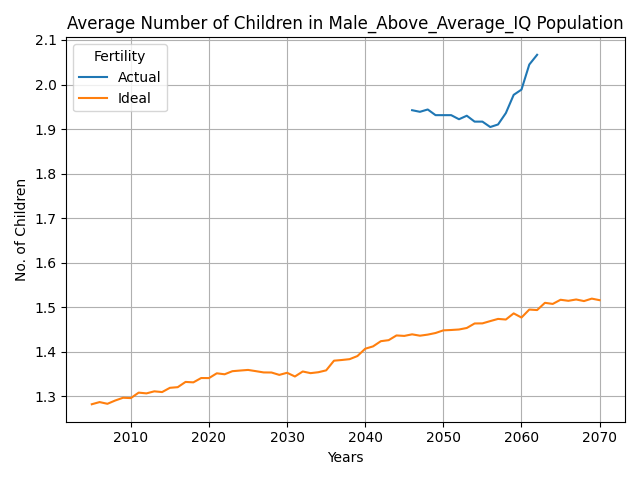 Average Number of Children in Male_Above_Average_IQ Population
Fertility
Actual
Ideal
2.1
2.0
1.9
1.8
1.7
1.6
1.5
1.4
1.3
No. of Children
2010 2020 2030 2040 2050 2060 2070
Years